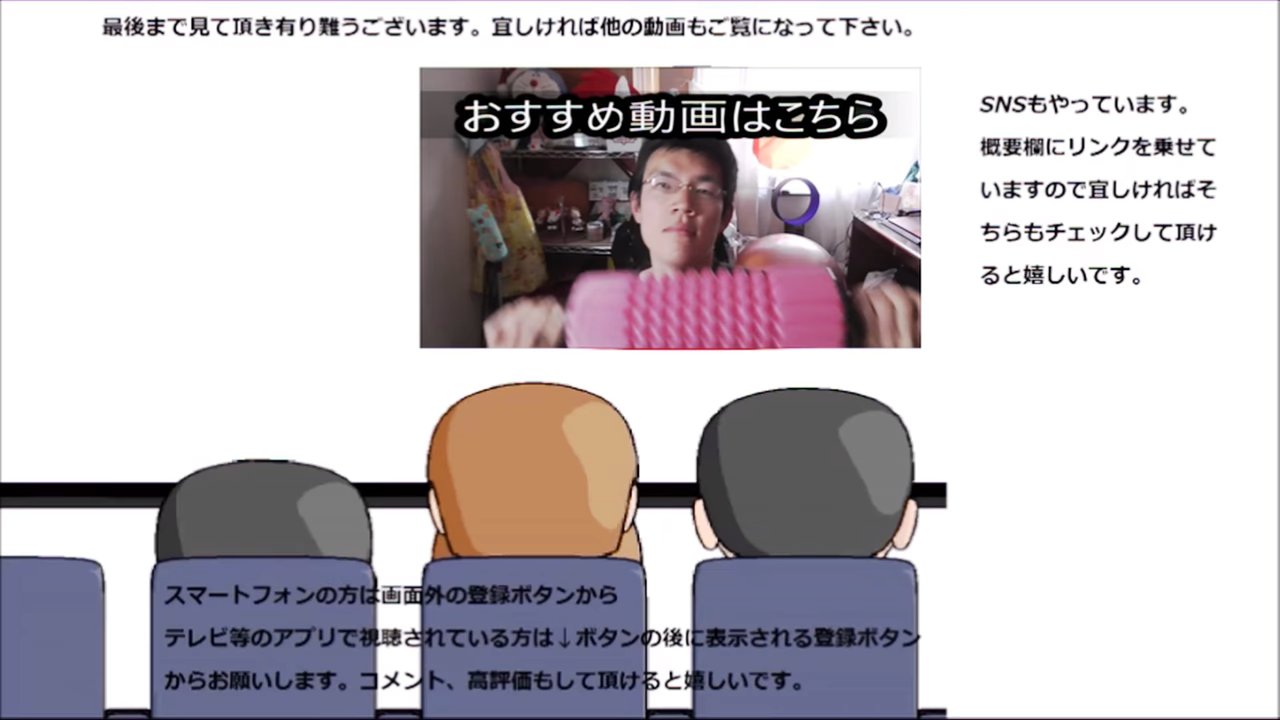 最後まで見て頂き有り難うございます。宜しければ他の動画もご覧になって下さい。
おすすめ動画はこちら
SNSもやっています。
概要欄にリンクを乗せて
いますので宜しければそ
ちらもチェックして頂け
ると嬉しいです。
スマートフォンの方は画面外の登録ボタンから
テレビ等のアプリで視聴されている方は↓ボタンの後に表示される登録ボタン
からお願いします。コメント、高評価もして頂けると嬉しいです。